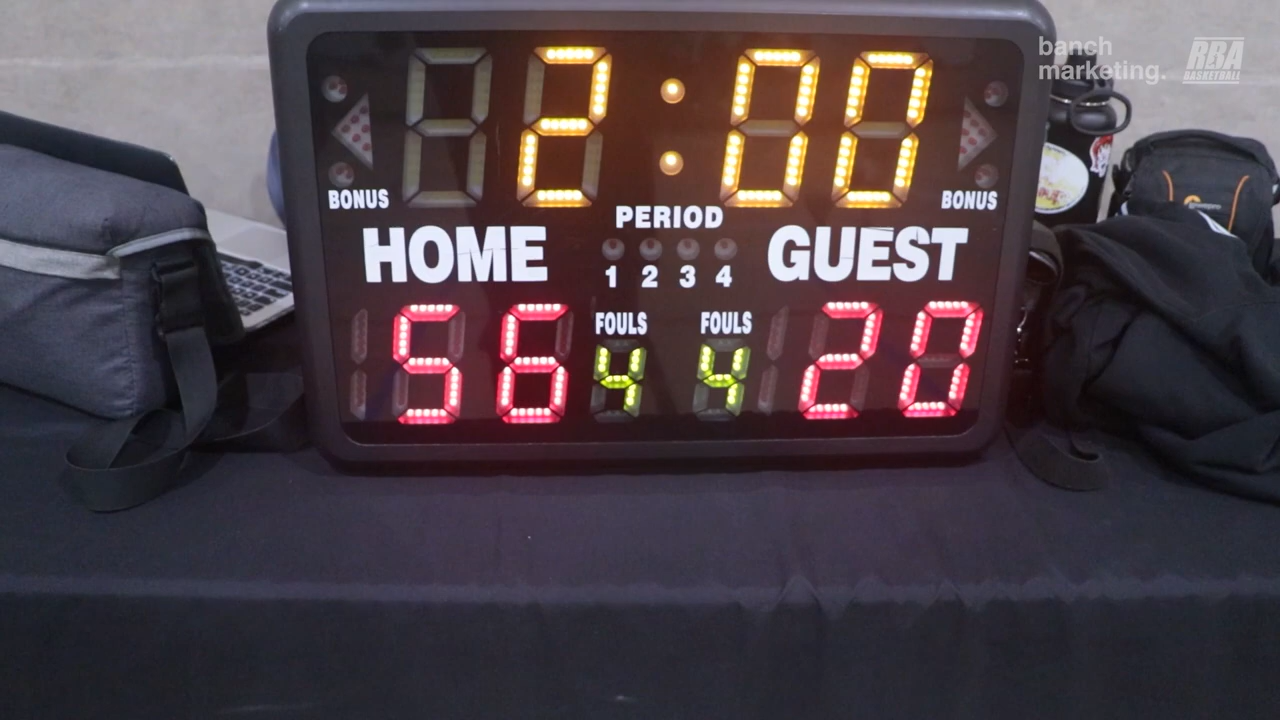 banch
marketing.
RBA
BASKETBALL
2:00
BONUS
BONUS
PERIOD
HOME
GUEST
1 2 3 4
FOULS
FOULS
56
4
4
20